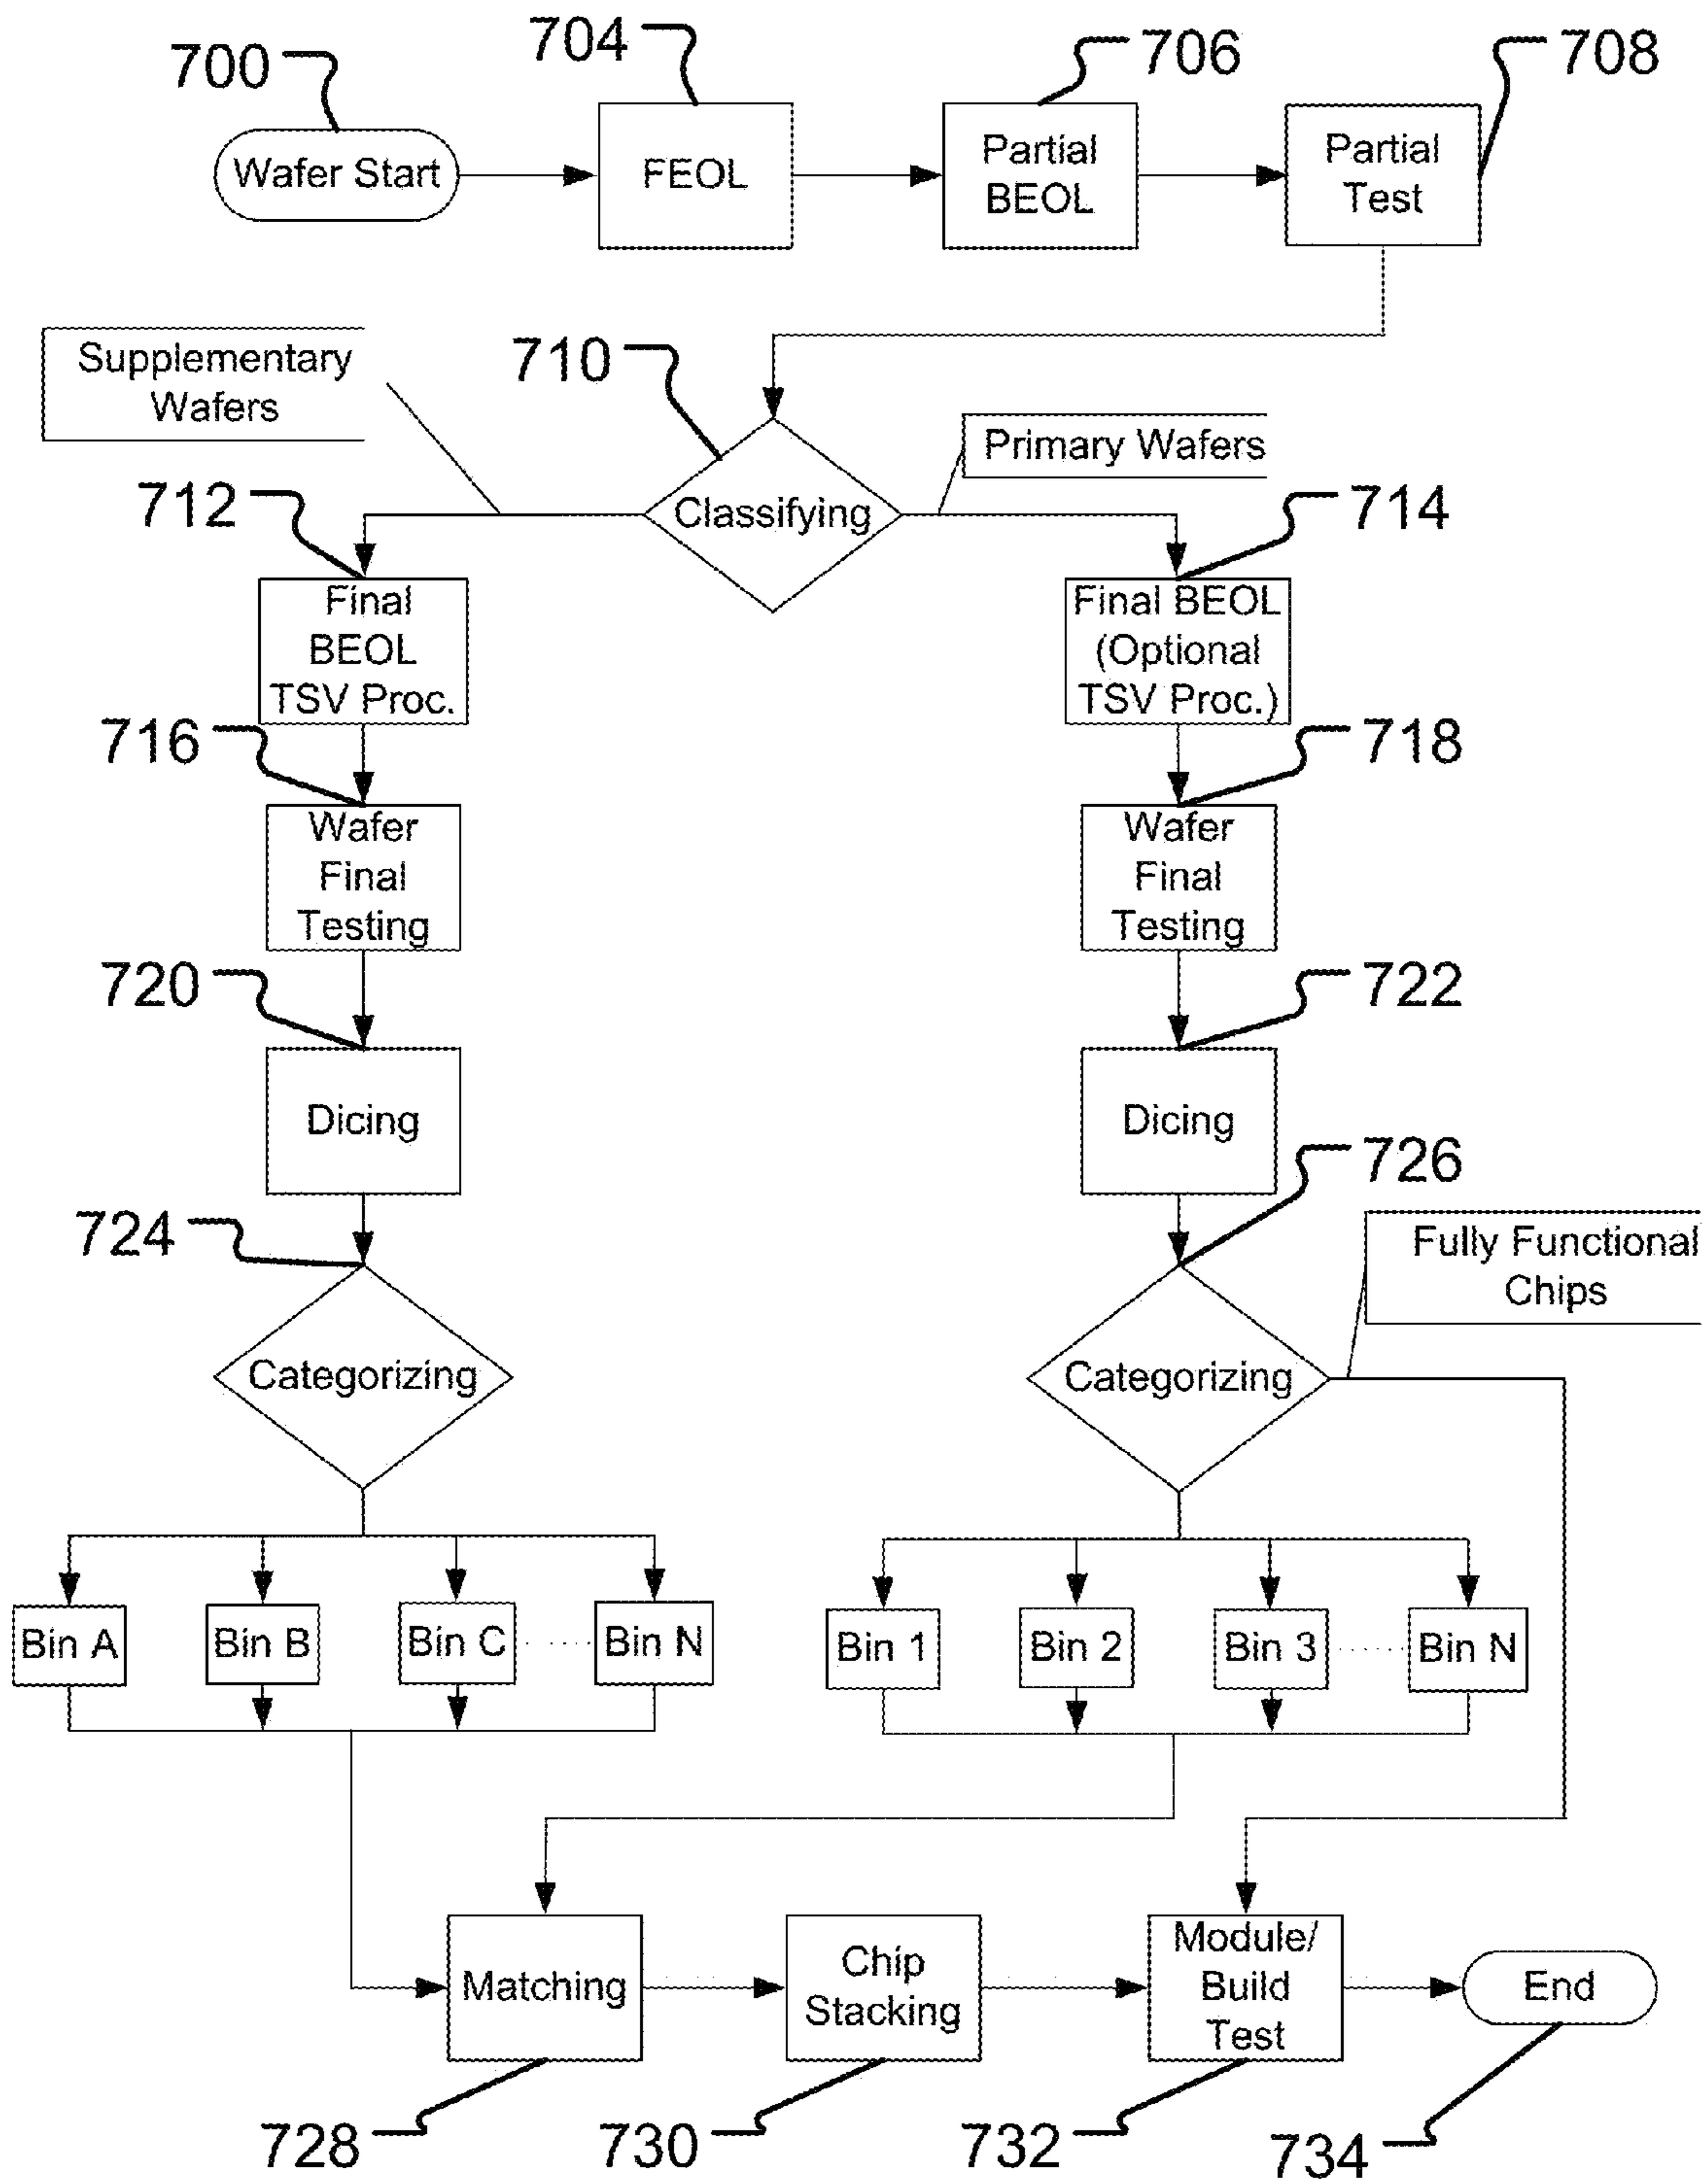 700
704
706
708
Wafer Start
FEOL
Partial
BEOL
Partial
Test
Supplementary
Wafers
710
Primary Wafers
712
Classifying
714
Final
BEOL
TSV Proc.
Final BEOL
(Optional
TSV Proc.)
716
718
Wafer
Final
Testing
Wafer
Final
Testing
720
722
Dicing
Dicing
724
726
Fully Functional
Chips
Categorizing
Categorizing
Bin A
Bin B
Bin C
Bin N
Bin 1
Bin 2
Bin 3
Bin N
Matching
Chip
Stacking
Module/
Build
Test
End
728
730
732
734